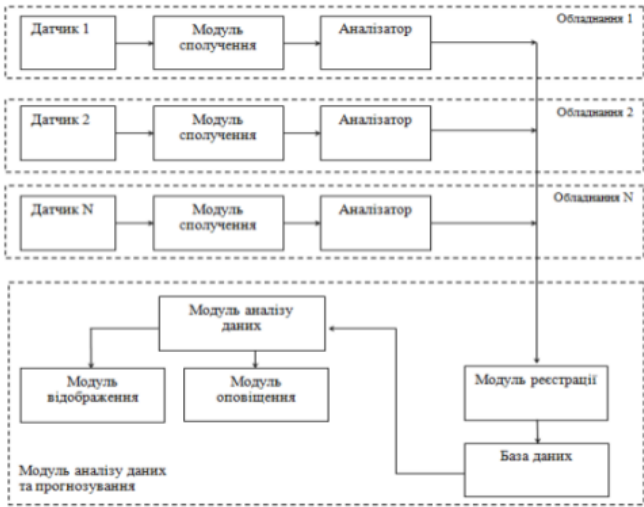 Обладнання 1
Датчик 1
Модуль
сполучення
Аналізатор
Обладнання 2
Датчик 2
Модуль
сполучення
Аналізатор
Обладнання N
Датчик N
Модуль
сполучення
Аналізатор
Модуль аналізу
даних
Модуль
відображення
Модуль
оповіщення
Модуль реєстрації
База даних
Модуль аналізу даних
та прогнозування